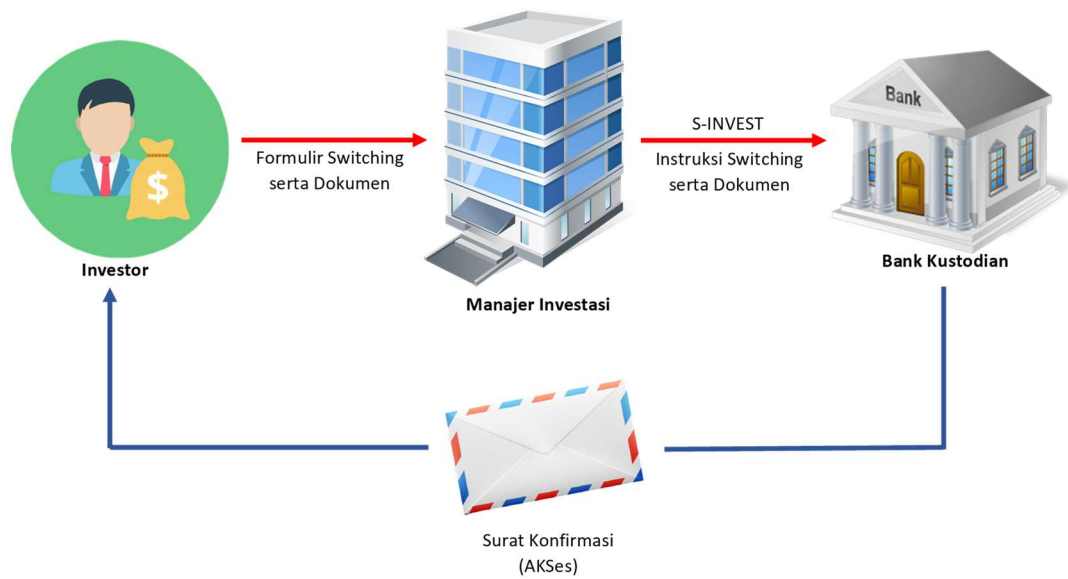 Formulir Switching
serta Dokumen
S-INVEST
Instruksi Switching
serta Dokumen
Bank
$
Investor
Manajer Investasi
Bank Kustodian
Surat Konfirmasi
(AKSes)